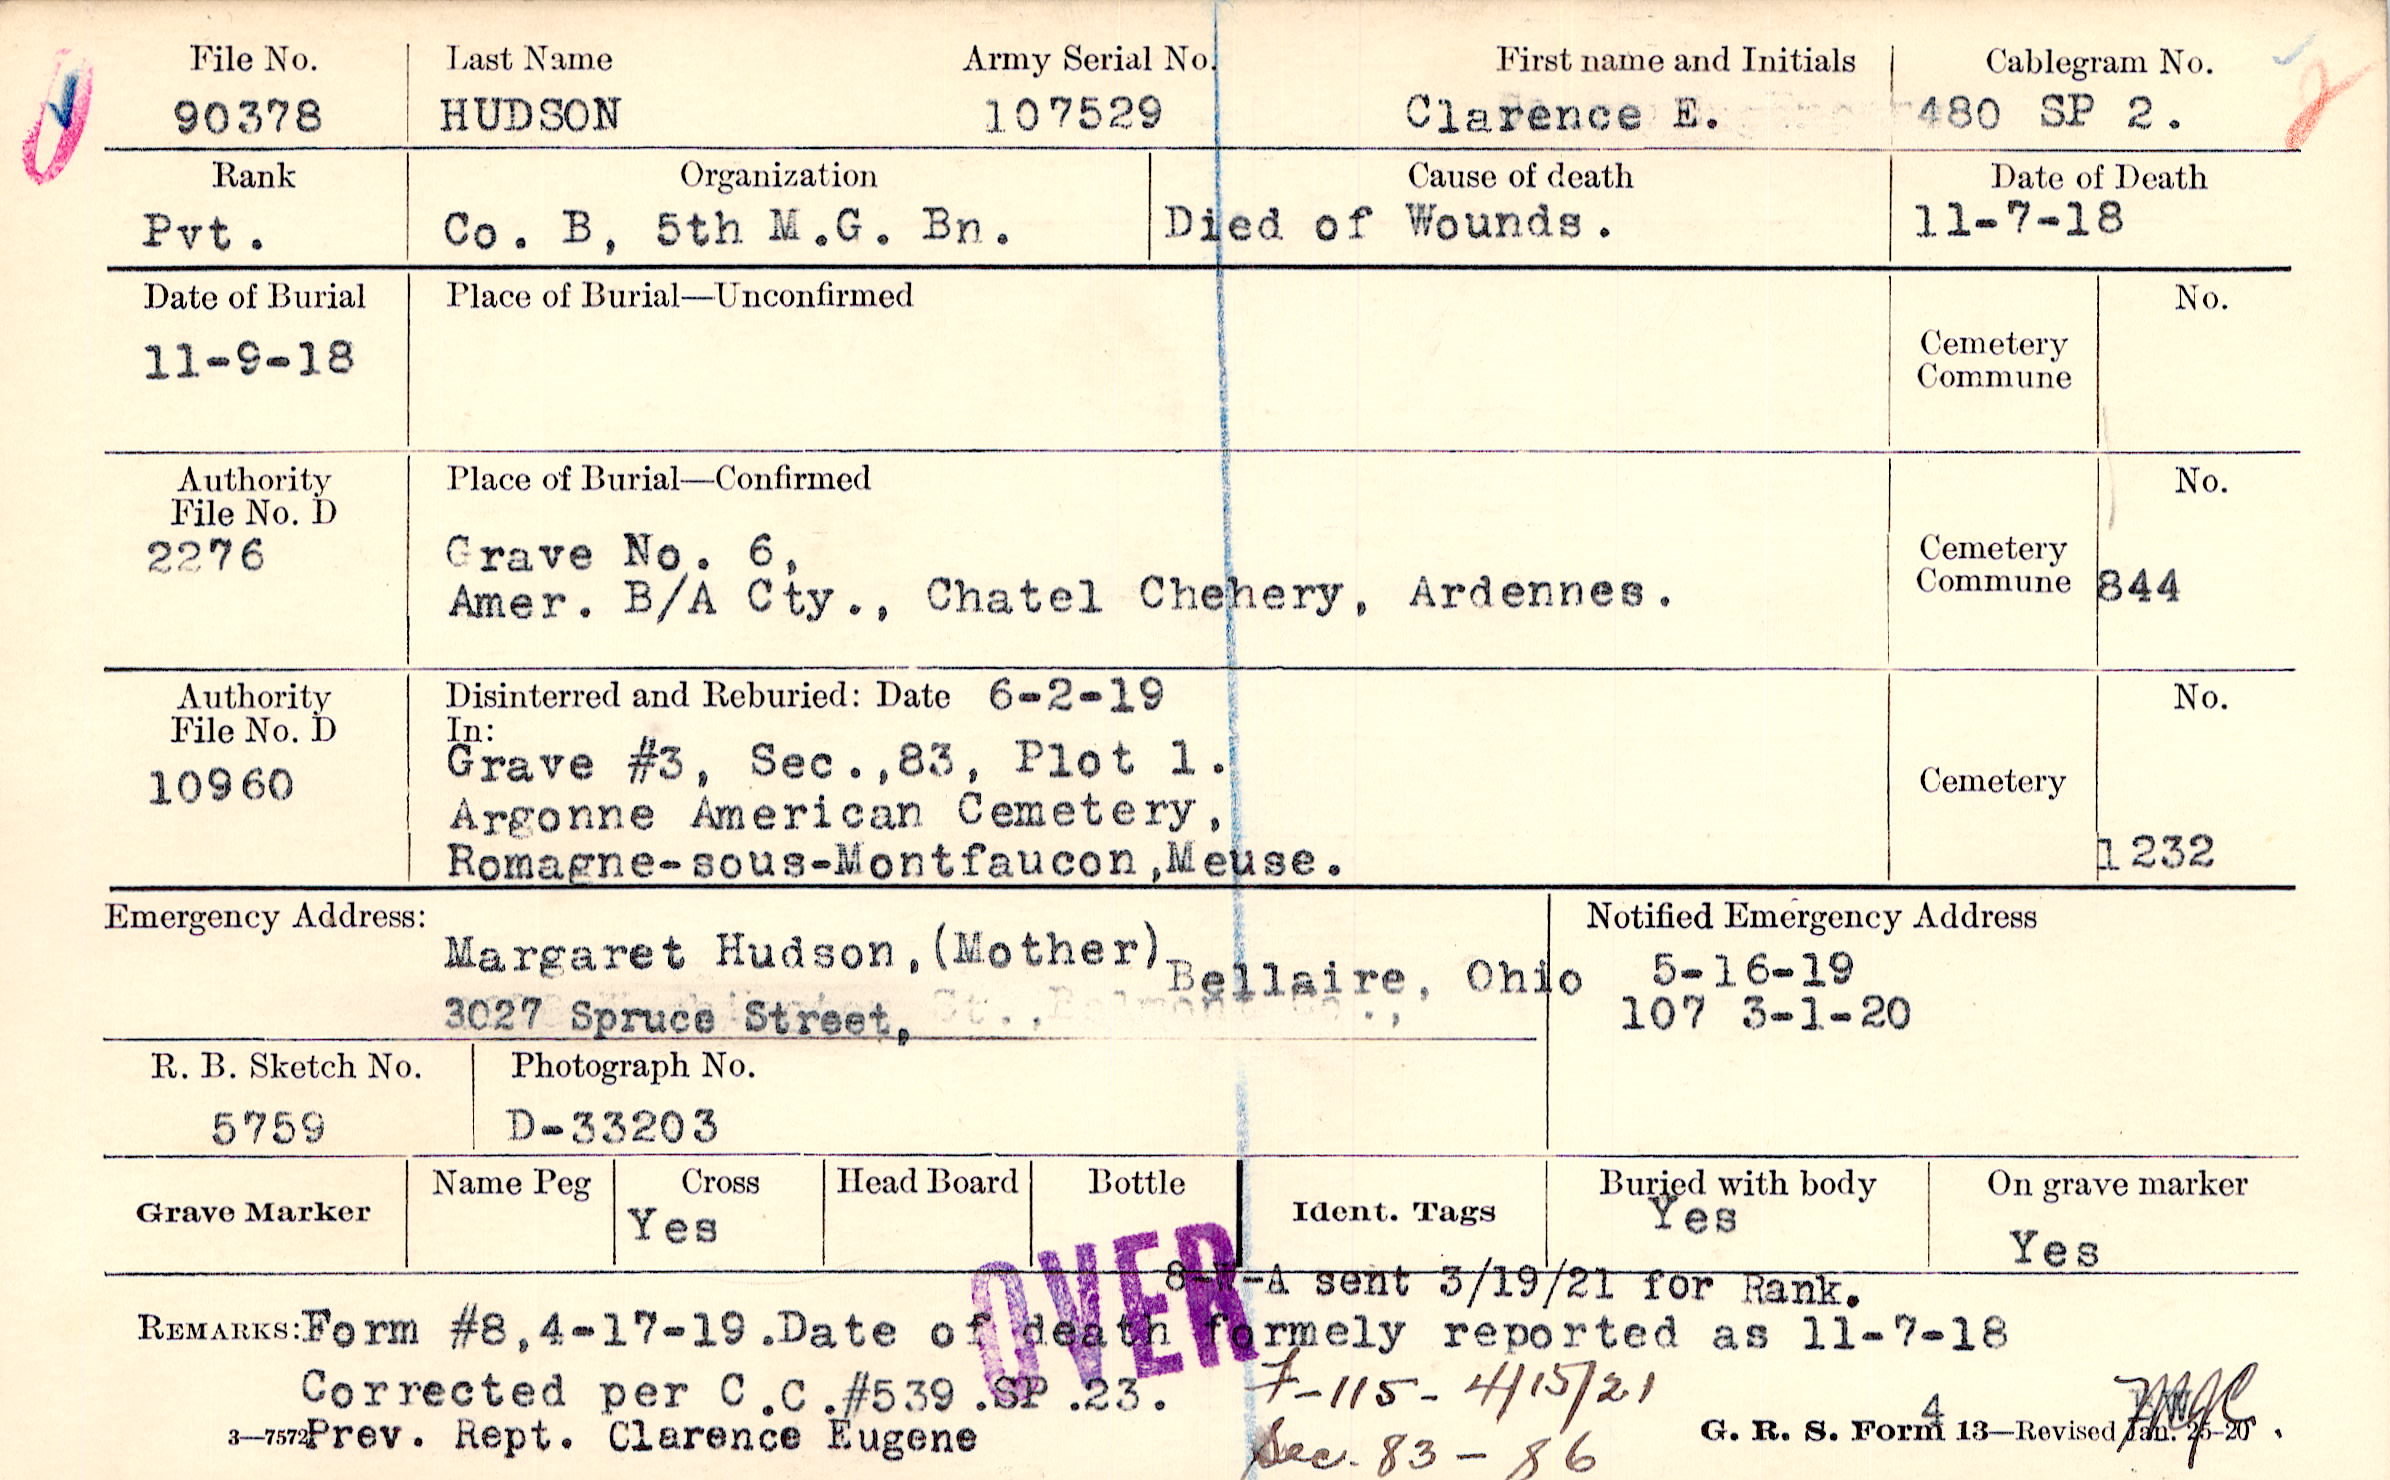 File No. Last Name Army Serial No. First name and Initials Cablegram No.
90378 HUDSON 107529 Clarence E. 480 SP 2.
Rank Organization Cause of death Date of Death
Pvt. Co. B, 5th M.G. Bn. Died of Wounds. 11-7-18
Date of Burial Place of Burial—Unconfirmed No.
11-9-18
Cemetery
Commune
Authority Place of Burial—Confirmed No.
File No. D
2276 Grave No. 6, Cemetery
Amer. B/A Cty., Chatel Chehery, Ardennes. Commune 844
Authority Disinterred and Reburied: Date 6-2-19 No.
File No. D In:
10960 Grave #3, Sec.,83, Plot 1. Cemetery
Argonne American Cemetery,
Romagne-sous-Montfaucon,Meuse. 1232
Emergency Address: Notified Emergency Address
Margaret Hudson,(Mother) Bellaire, Ohio 5-16-19
3027 Spruce Street, 107 3-1-20
R. B. Sketch No. Photograph No.
5759 D-33203
Grave Marker Name Peg Cross Head Board Bottle Ident. Tags Buried with body On grave marker
Yes Yes Yes
OVER
8-W-A sent 3/19/21 for Rank.
REMARKS: Form #8,4-17-19.Date of death formely reported as 11-7-18
Corrected per C.C.#539.SP.23. F-115- 4/15/21
3—7572 Prev. Rept. Clarence Eugene Sec. 83 - 86
4
G. R. S. Form 13—Revised Jan. 25-20